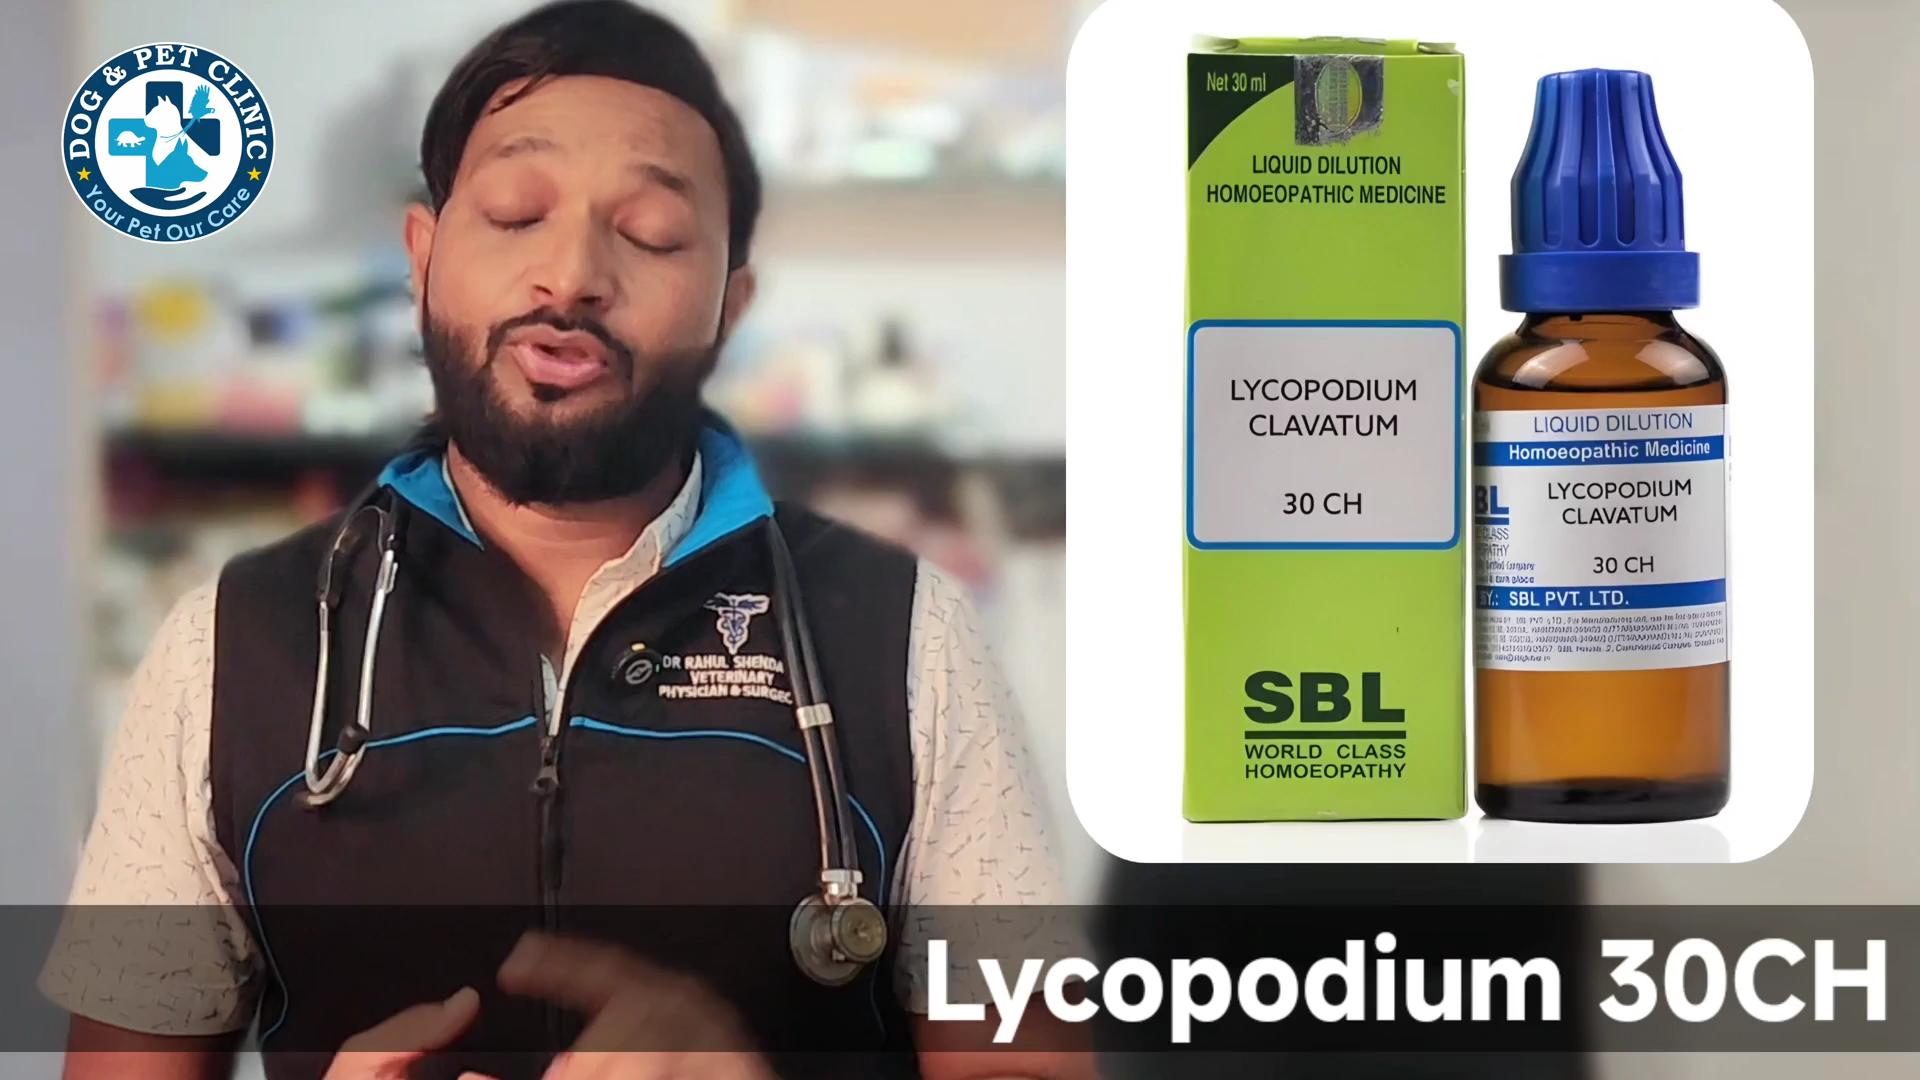 DOG & PET CLINIC
Your Pet Our Care
DR RAHUL SHENDA
VETERINARY
PHYSICIAN & SURGEO
Net 30 ml
LIQUID DILUTION
HOMOEOPATHIC MEDICINE
LYCOPODIUM
CLAVATUM
30 CH
SBL
WORLD CLASS
HOMOEOPATHY
LIQUID DILUTION
Homoeopathic Medicine
BL
LYCOPODIUM
CLAVATUM
30 CH
SBL PVT. LTD.
Lycopodium 30CH